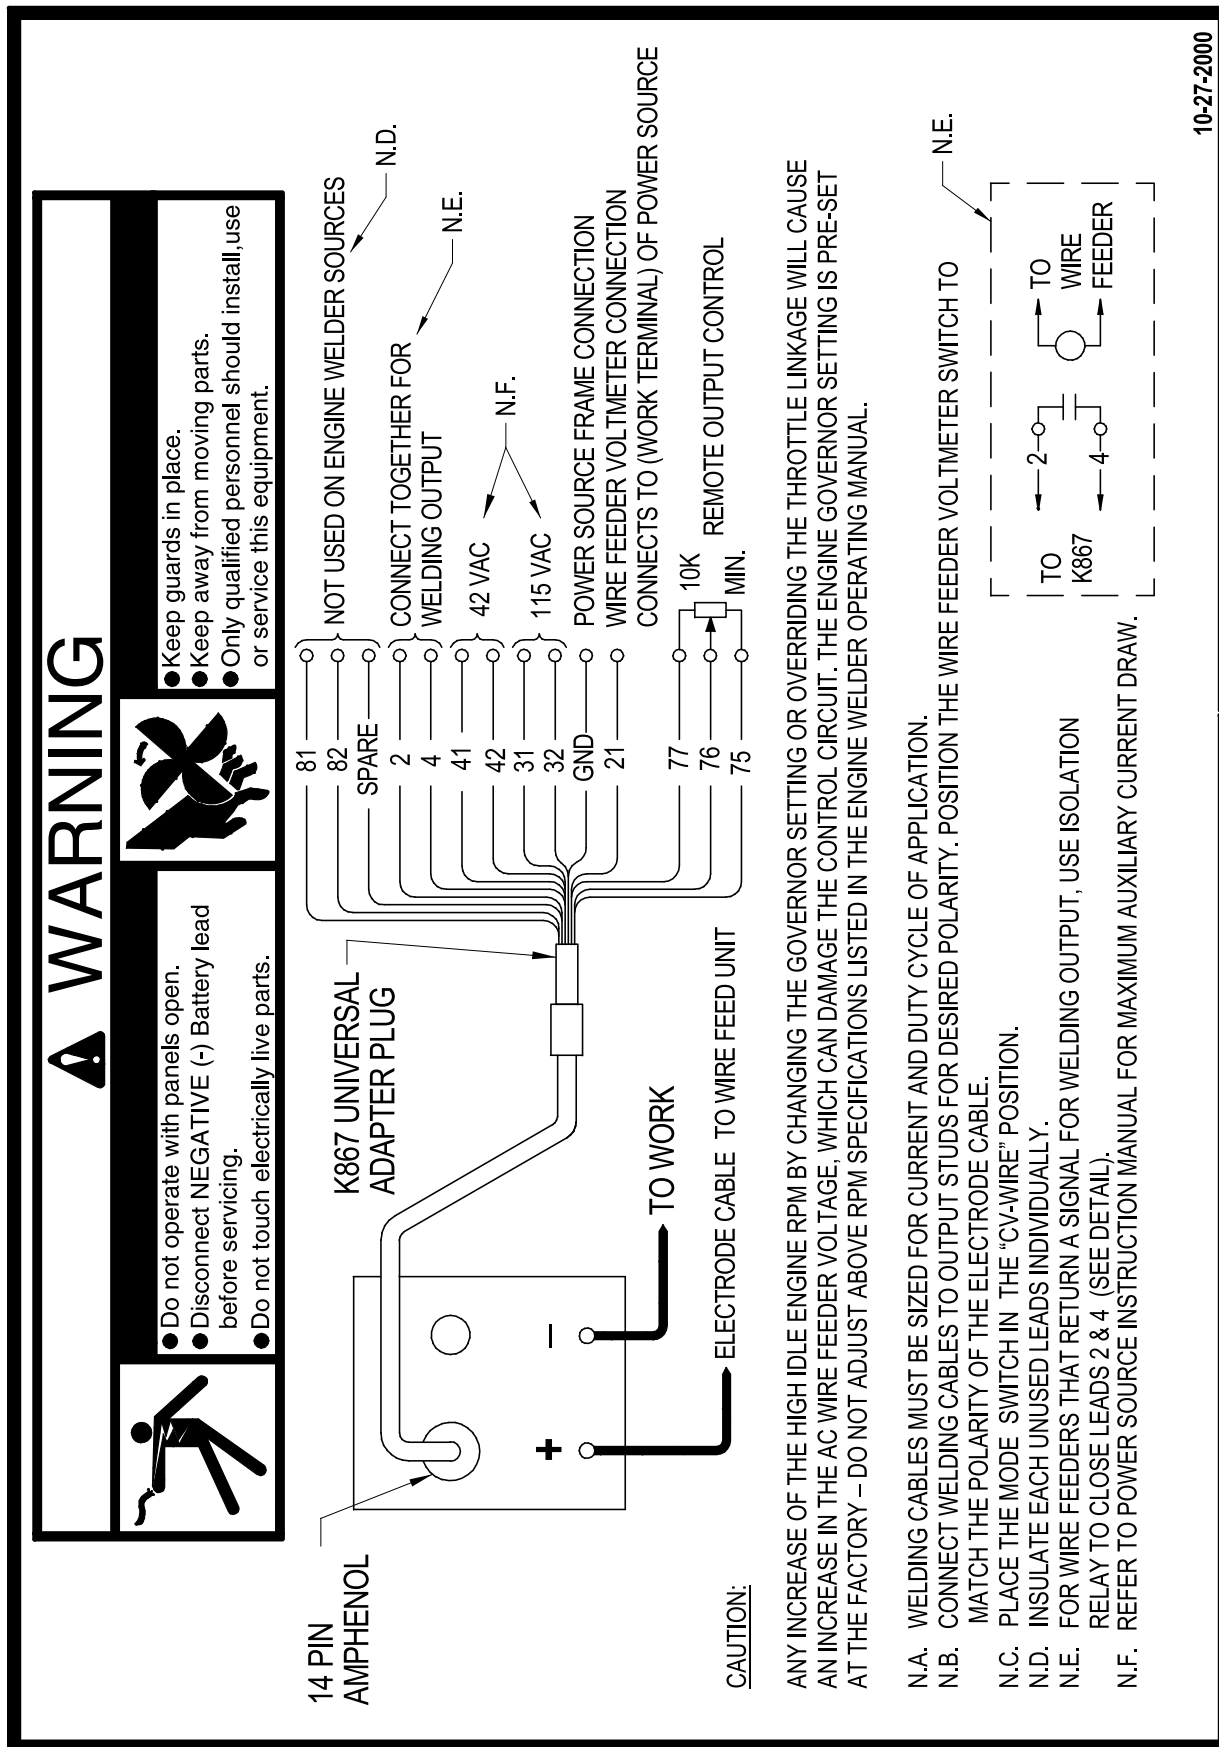 WARNING
● Do not operate with panels open.
● Disconnect NEGATIVE (-) Battery lead
before servicing.
● Do not touch electrically live parts.
● Keep guards in place.
● Keep away from moving parts.
● Only qualified personnel should install,use
or service this equipment.
14 PIN
AMPHENOL
K867 UNIVERSAL
ADAPTER PLUG
+
–
TO WORK
ELECTRODE CABLE TO WIRE FEED UNIT
81
82
SPARE
2
4
41
42
31
32
GND
21
77
76
75
NOT USED ON ENGINE WELDER SOURCES
N.D.
CONNECT TOGETHER FOR
WELDING OUTPUT
N.E.
42 VAC
115 VAC
N.F.
POWER SOURCE FRAME CONNECTION
WIRE FEEDER VOLTMETER CONNECTION
CONNECTS TO (WORK TERMINAL) OF POWER SOURCE
10K
REMOTE OUTPUT CONTROL
MIN.
CAUTION:
ANY INCREASE OF THE HIGH IDLE ENGINE RPM BY CHANGING THE GOVERNOR SETTING OR OVERRIDING THE THROTTLE LINKAGE WILL CAUSE
AN INCREASE IN THE AC WIRE FEEDER VOLTAGE, WHICH CAN DAMAGE THE CONTROL CIRCUIT. THE ENGINE GOVERNOR SETTING IS PRE-SET
AT THE FACTORY – DO NOT ADJUST ABOVE RPM SPECIFICATIONS LISTED IN THE ENGINE WELDER OPERATING MANUAL.
N.A. WELDING CABLES MUST BE SIZED FOR CURRENT AND DUTY CYCLE OF APPLICATION.
N.B. CONNECT WELDING CABLES TO OUTPUT STUDS FOR DESIRED POLARITY. POSITION THE WIRE FEEDER VOLTMETER SWITCH TO
MATCH THE POLARITY OF THE ELECTRODE CABLE.
N.C. PLACE THE MODE SWITCH IN THE "CV-WIRE" POSITION.
N.D. INSULATE EACH UNUSED LEADS INDIVIDUALLY.
N.E. FOR WIRE FEEDERS THAT RETURN A SIGNAL FOR WELDING OUTPUT, USE ISOLATION
RELAY TO CLOSE LEADS 2 & 4 (SEE DETAIL).
N.F. REFER TO POWER SOURCE INSTRUCTION MANUAL FOR MAXIMUM AUXILIARY CURRENT DRAW.
N.E.
TO
K867
2
4
TO
WIRE
FEEDER
10-27-2000